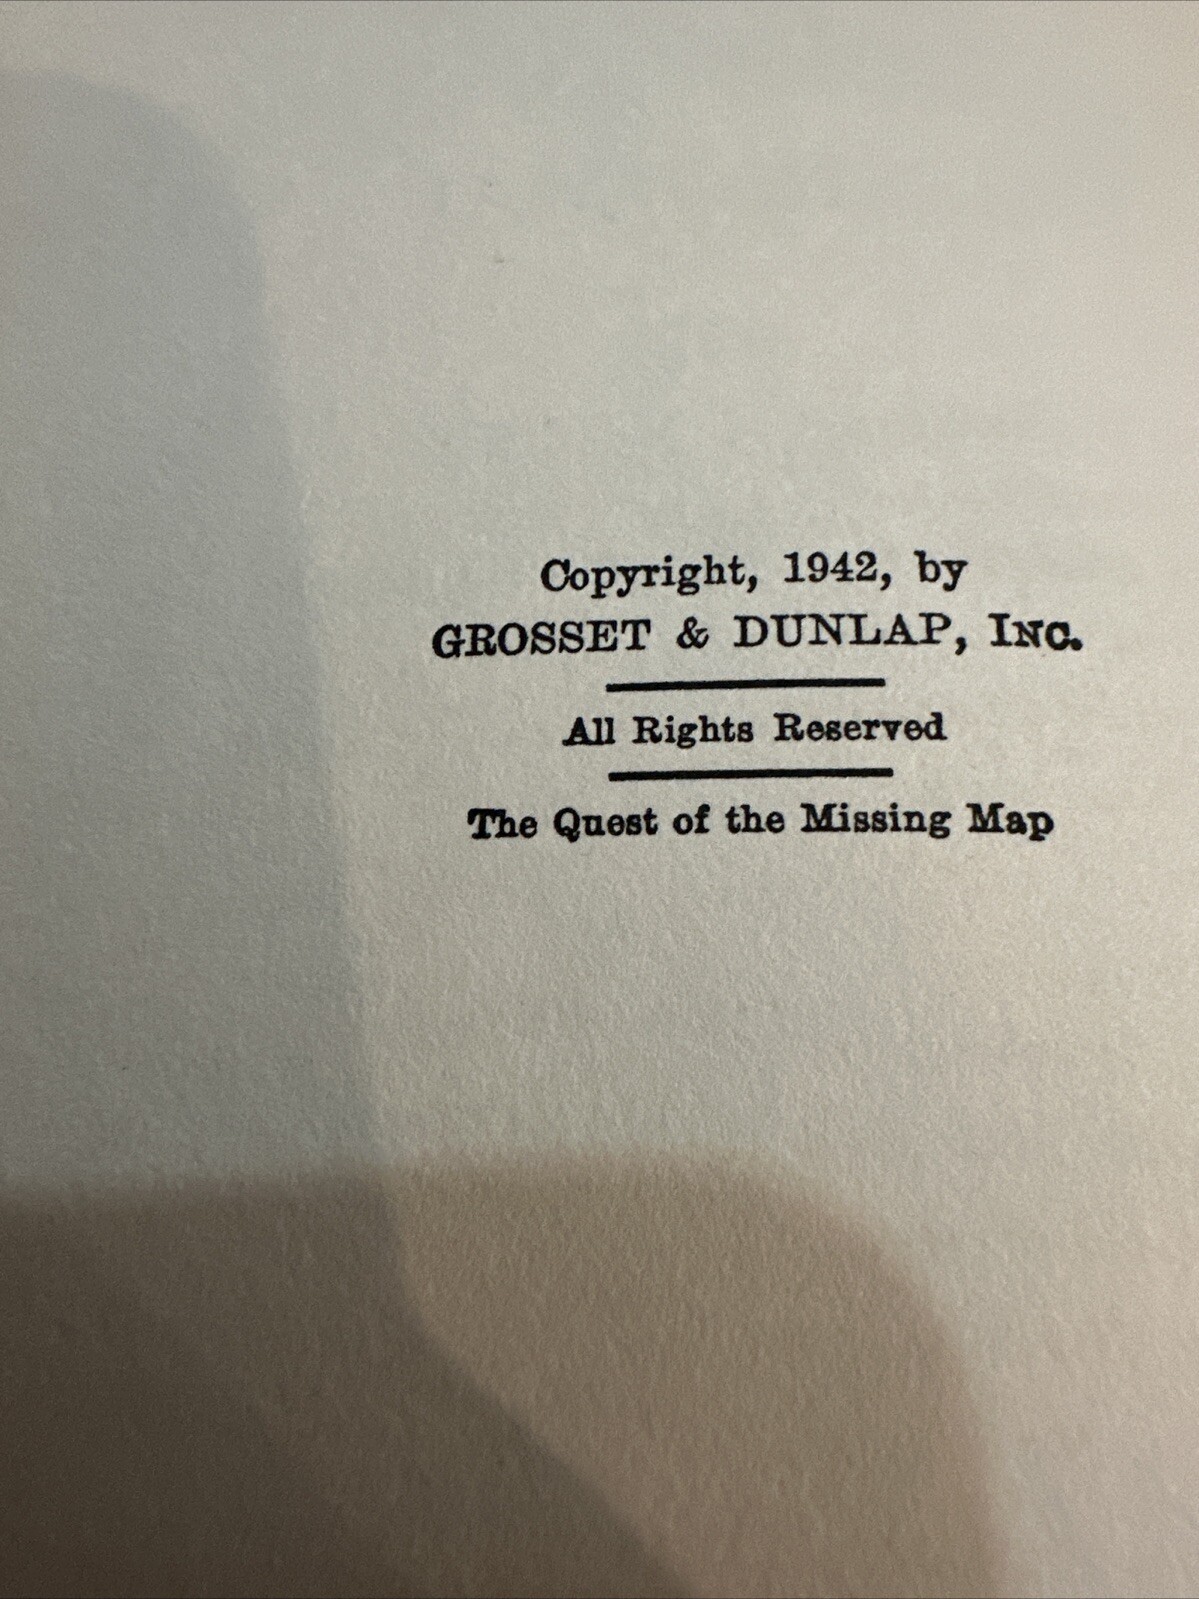 Copyright, 1942, by
GROSSET & DUNLAP, INC.
All Rights Reserved
The Quest of the Missing Map